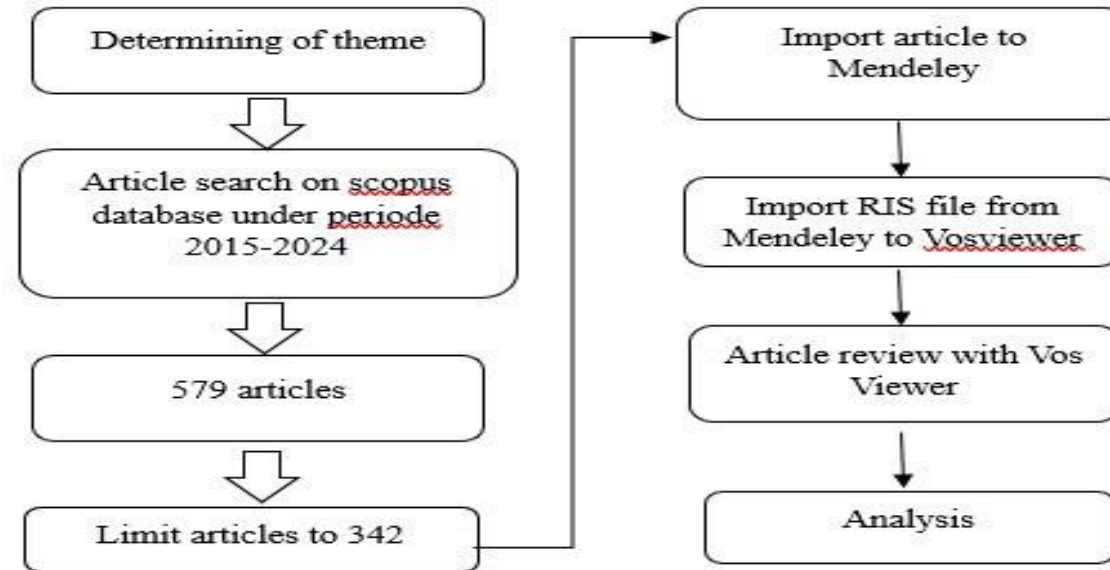 Determining of theme
Article search on scopus
database under periode
2015-2024
579 articles
Limit articles to 342
Import article to
Mendeley
Import RIS file from
Mendeley to Vosviewer
Article review with Vos
Viewer
Analysis